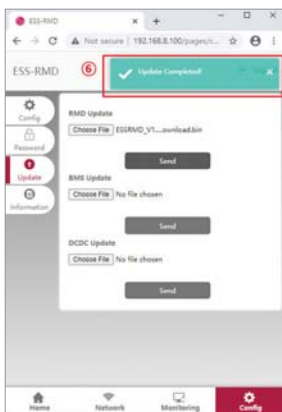 ESS-RMD
Not secure | 192.168.8.100/pages/c...
ESS-RMD
⑥
Update Completed!
Config
RMD Update
Choose File ESSRMD_V1....ownload.bin
Password
Send
Update
BMS Update
Choose File No file chosen
Information
Send
DCDC Update
Choose File No file chosen
Send
Home
Network
Monitoring
Config